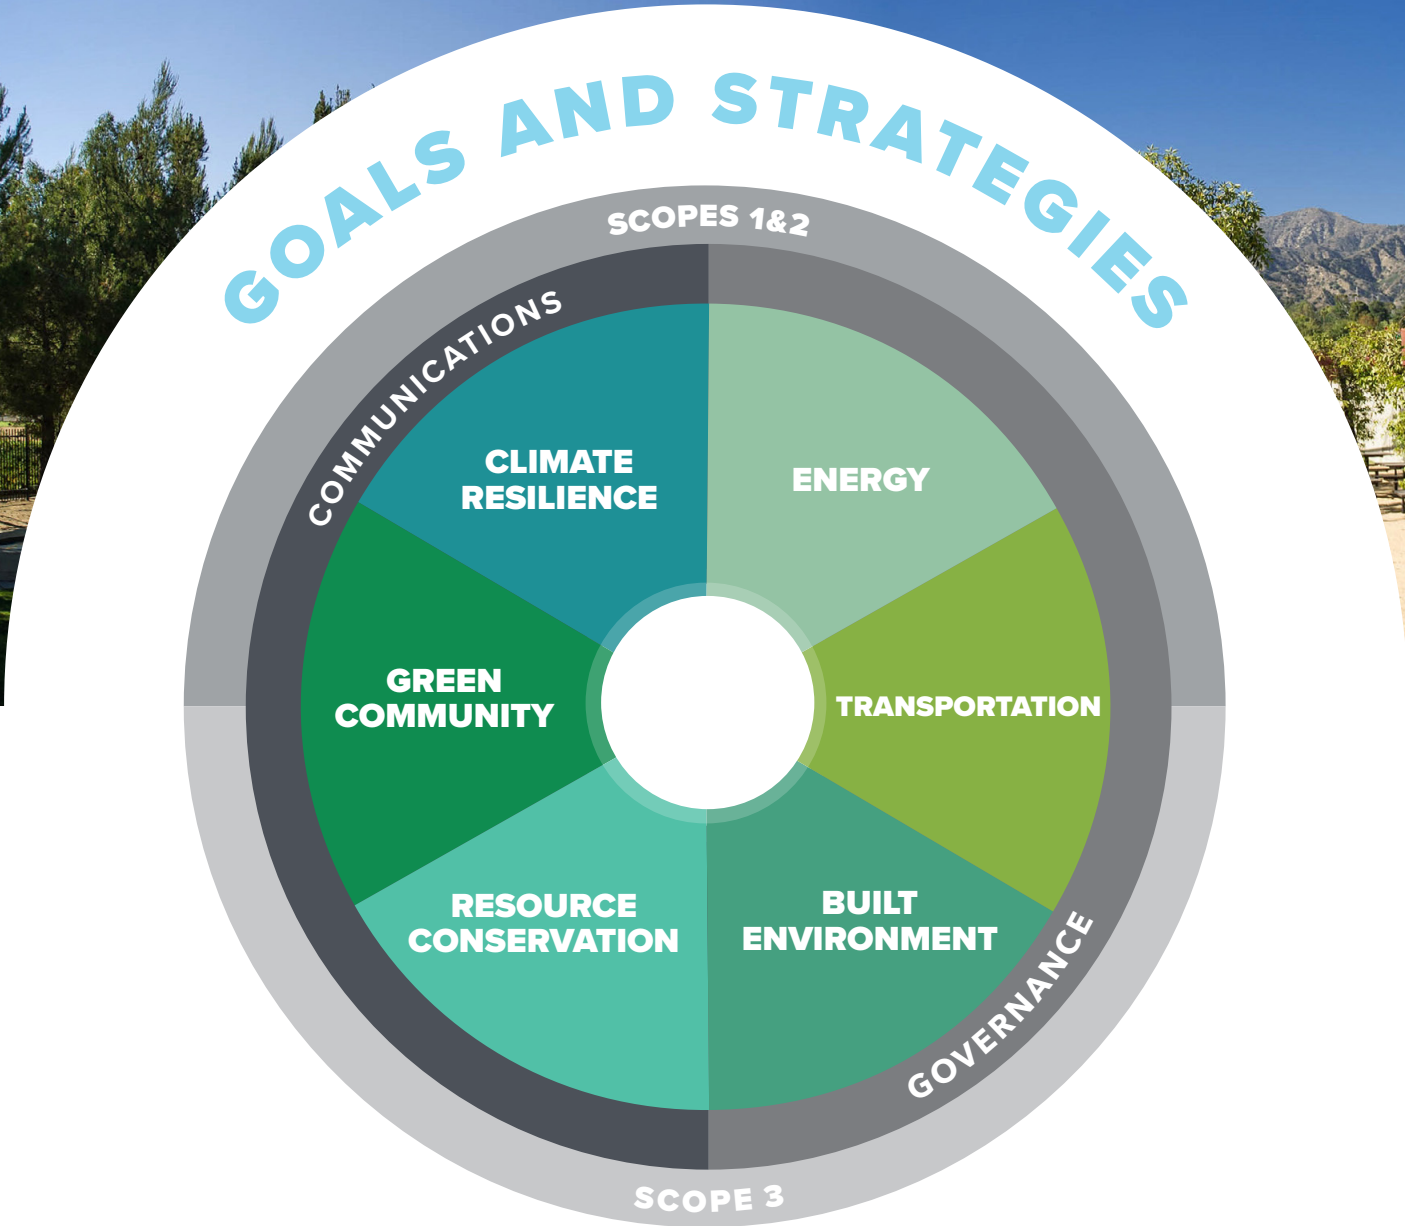 GOALS AND STRATEGIES
SCOPES 1&2
COMMUNICATIONS
CLIMATE
RESILIENCE
ENERGY
GREEN
COMMUNITY
TRANSPORTATION
RESOURCE
CONSERVATION
BUILT
ENVIRONMENT
GOVERNANCE
SCOPE 3